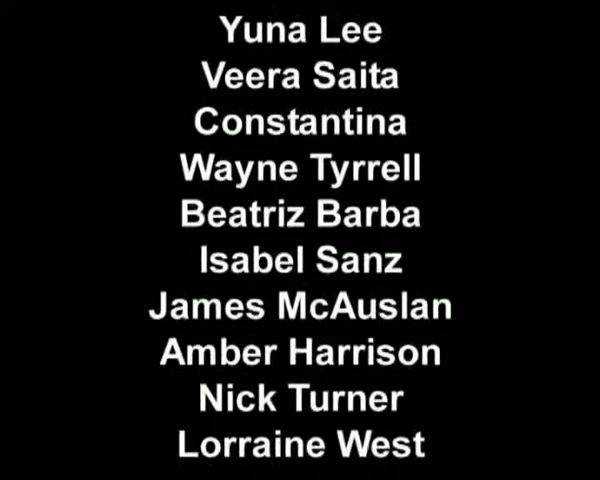 Yuna Lee
Veera Saita
Constantina
Wayne Tyrrell
Beatriz Barba
Isabel Sanz
James McAuslan
Amber Harrison
Nick Turner
Lorraine West